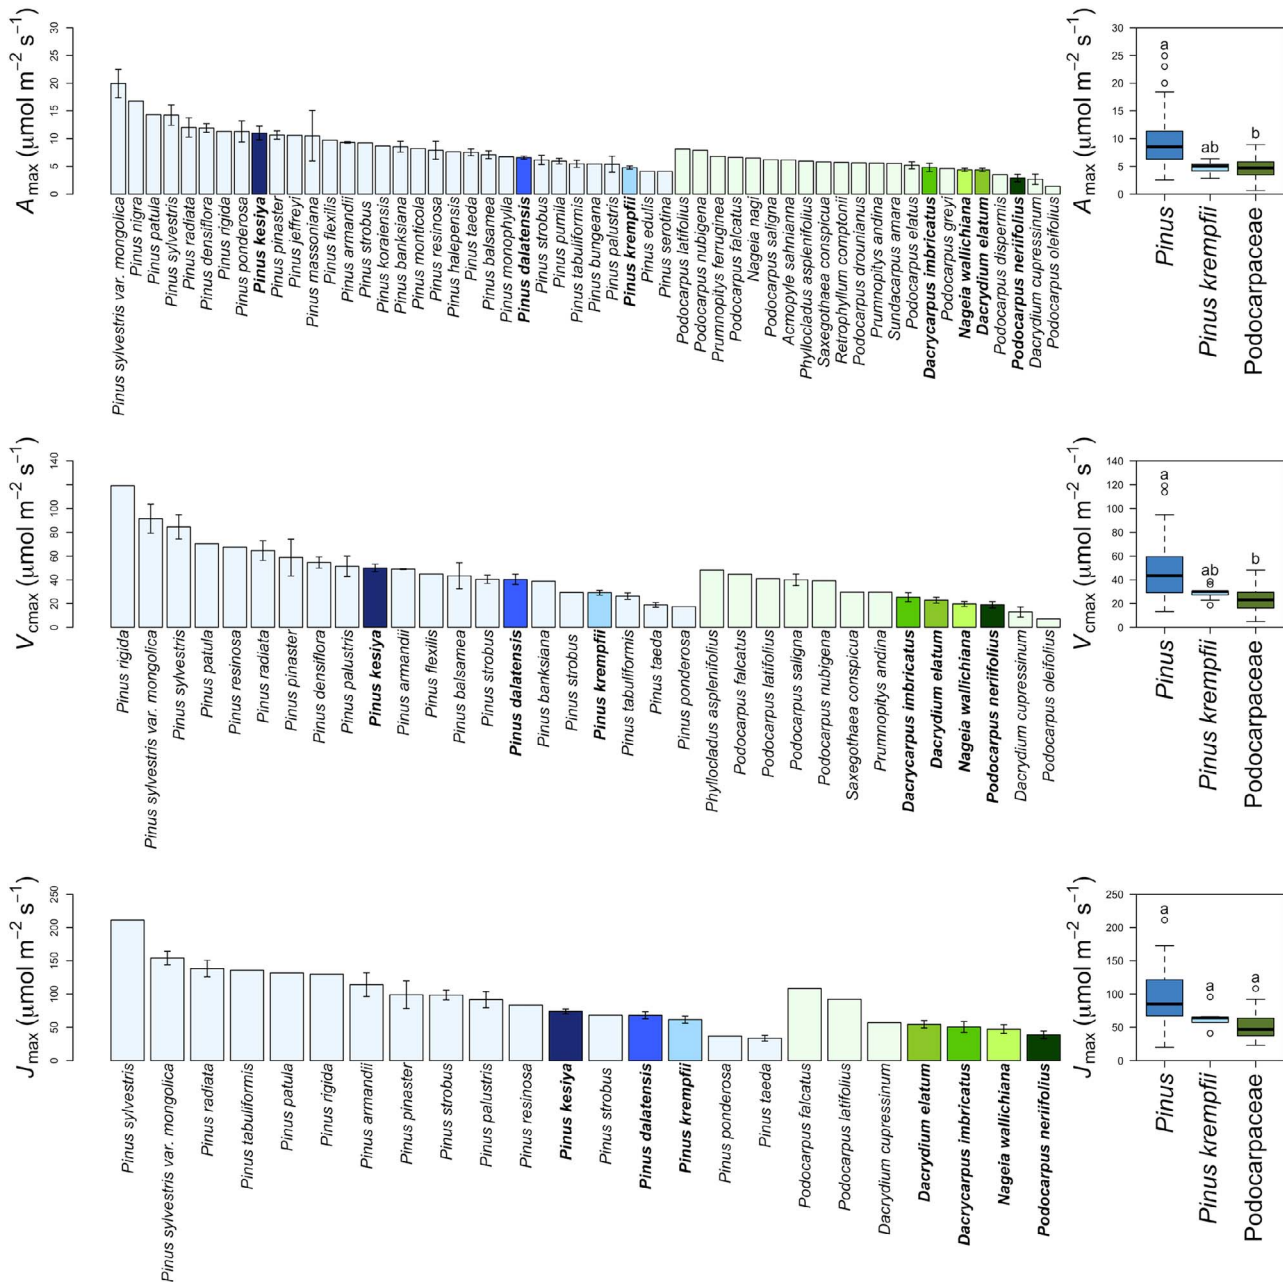 A max (μmol m−2 s−1)
30
25
20
15
10
5
0
Pinus sylvestris var. mongolica
Pinus nigra
Pinus patula
Pinus sylvestris
Pinus radiata
Pinus densiflora
Pinus rigida
Pinus ponderosa
Pinus kesiya
Pinus pinaster
Pinus jeffreyi
Pinus massoniana
Pinus flexilis
Pinus armandii
Pinus strobus
Pinus koraiensis
Pinus banksiana
Pinus monticola
Pinus resinosa
Pinus halepensis
Pinus taeda
Pinus balsamea
Pinus monophylla
Pinus dalatensis
Pinus strobus
Pinus pumila
Pinus tabuliformis
Pinus bungeana
Pinus palustris
Pinus krempfii
Pinus edulis
Pinus serotina
Podocarpus latifolius
Podocarpus nubigena
Prumnopitys ferruginea
Podocarpus falcatus
Nageia nagi
Podocarpus saligna
Acmopyle sahniana
Phyllocladus asplenifolius
Saxegothaea conspicua
Retrophyllum comptonii
Podocarpus drounianus
Prumnopitys andina
Sundacarpus amara
Podocarpus elatus
Dacrycarpus imbricatus
Podocarpus greyi
Nageia wallichiana
Dacrydium elatum
Podocarpus dispermis
Podocarpus neriifolius
Dacrydium cupressinum
Podocarpus oleifolius
A max (μmol m−2 s−1)
30
25
20
15
10
5
0
a
ab
b
Pinus
Pinus krempfii
Podocarpaceae
V cmax (μmol m−2 s−1)
140
120
100
80
60
40
20
0
Pinus rigida
Pinus sylvestris var. mongolica
Pinus sylvestris
Pinus patula
Pinus resinosa
Pinus radiata
Pinus pinaster
Pinus densiflora
Pinus palustris
Pinus kesiya
Pinus armandii
Pinus flexilis
Pinus balsamea
Pinus strobus
Pinus dalatensis
Pinus banksiana
Pinus strobus
Pinus krempfii
Pinus tabuliformis
Pinus taeda
Pinus ponderosa
Phyllocladus asplenifolius
Podocarpus falcatus
Podocarpus latifolius
Podocarpus saligna
Podocarpus nubigena
Saxegothaea conspicua
Prumnopitys andina
Dacrycarpus imbricatus
Dacrydium elatum
Nageia wallichiana
Podocarpus neriifolius
Dacrydium cupressinum
Podocarpus oleifolius
V cmax (μmol m−2 s−1)
140
120
100
80
60
40
20
0
a
ab
b
Pinus
Pinus krempfii
Podocarpaceae
J max (μmol m−2 s−1)
250
200
150
100
50
0
Pinus sylvestris
Pinus sylvestris var. mongolica
Pinus radiata
Pinus tabuliformis
Pinus patula
Pinus rigida
Pinus armandii
Pinus pinaster
Pinus strobus
Pinus palustris
Pinus resinosa
Pinus kesiya
Pinus strobus
Pinus dalatensis
Pinus krempfii
Pinus ponderosa
Pinus taeda
Podocarpus falcatus
Podocarpus latifolius
Dacrydium cupressinum
Dacrydium elatum
Dacrycarpus imbricatus
Nageia wallichiana
Podocarpus neriifolius
J max (μmol m−2 s−1)
250
200
150
100
50
0
a
a
a
Pinus
Pinus krempfii
Podocarpaceae